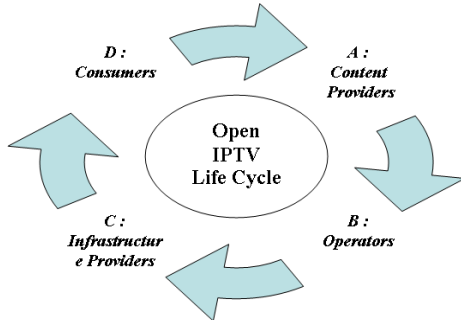 D :
Consumers
A :
Content
Providers
Open
IPTV
Life Cycle
C :
Infrastructur
e Providers
B :
Operators